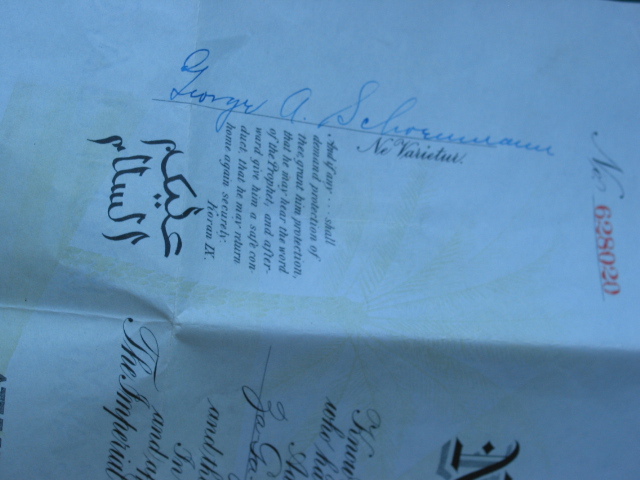 No. 628020
George A. Schoenmann
Ne Varietur.
"And if any . . . . shall
demand protection of
thee, grant him protection,
that he may hear the word
of the Prophet, and after-
ward give him a safe con-
duct, that he may return
home again securely.
Koran IX.
عليكم
السلام
N
In
The Imperial